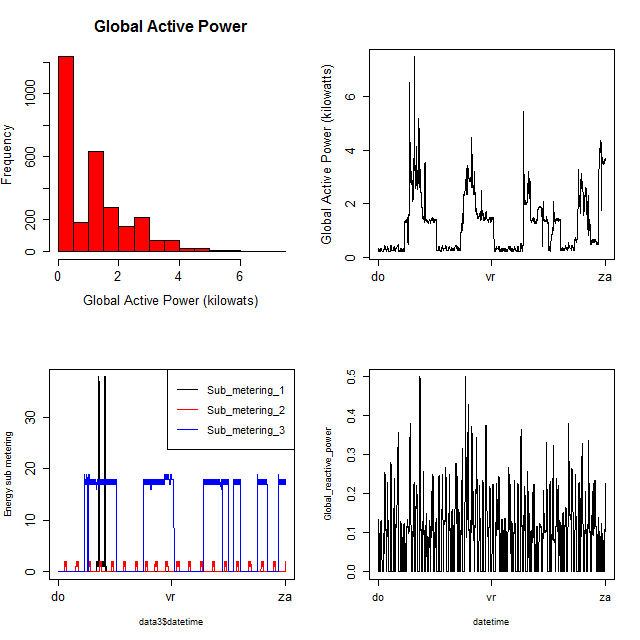 Global Active Power
Frequency
0 200 600 1000
0 2 4 6
Global Active Power (kilowats)
Global Active Power (kilowatts)
0 2 4 6
do vr za
Energy sub metering
0 10 20 30
Sub_metering_1
Sub_metering_2
Sub_metering_3
do vr za
data3$datetime
Global_reactive_power
0.0 0.1 0.2 0.3 0.4 0.5
do vr za
datetime